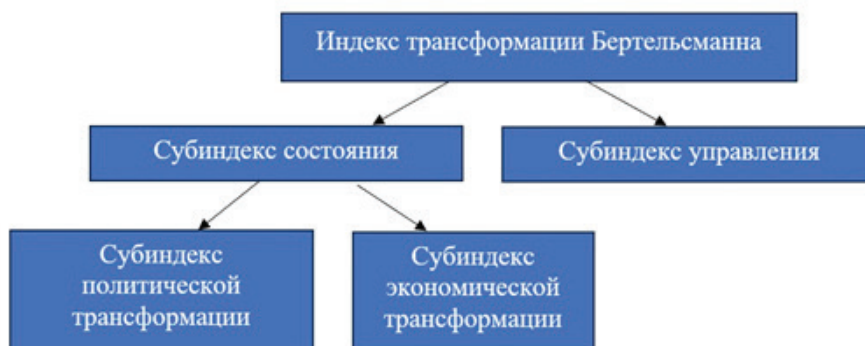 Индекс трансформации Бертельсманна
Субиндекс состояния
Субиндекс управления
Субиндекс
политической
трансформации
Субиндекс
экономической
трансформации